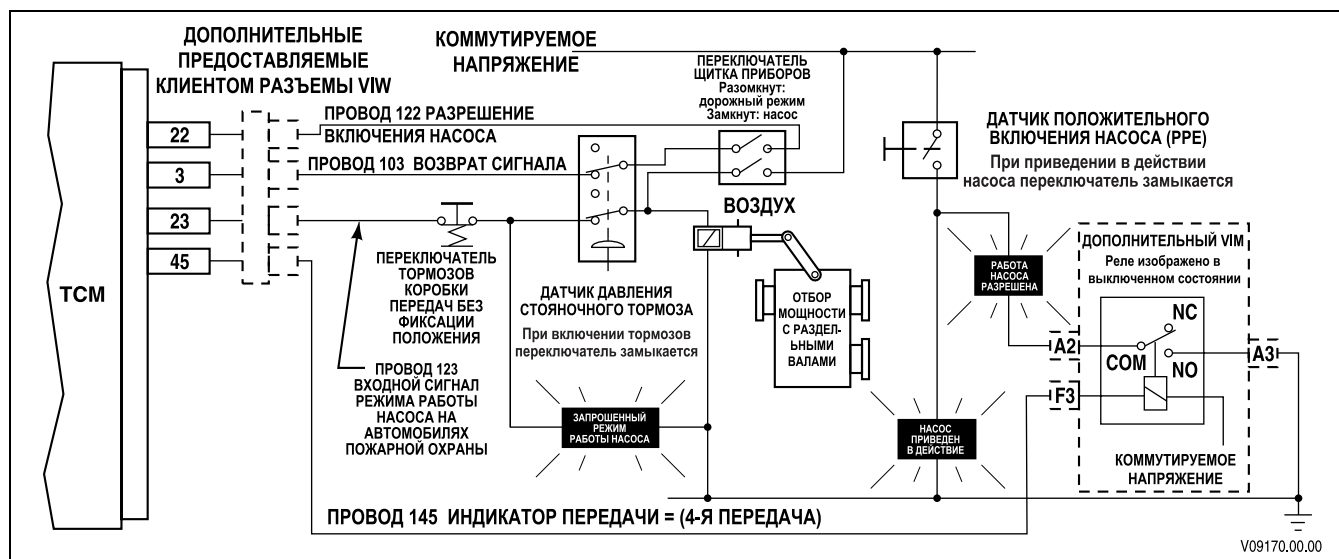 ДОПОЛНИТЕЛЬНЫЕ
ПРЕДОСТАВЛЯЕМЫЕ
КЛИЕНТОМ РАЗЪЕМЫ VIW
КОММУТИРУЕМОЕ
НАПРЯЖЕНИЕ
ПЕРЕКЛЮЧАТЕЛЬ
ЩИТКА ПРИБОРОВ
Разомкнут:
дорожный режим
Замкнут: насос
ПРОВОД 122 РАЗРЕШЕНИЕ
ВКЛЮЧЕНИЯ НАСОСА
ПРОВОД 103 ВОЗВРАТ СИГНАЛА
22
3
23
45
TCM
ДАТЧИК ПОЛОЖИТЕЛЬНОГО
ВКЛЮЧЕНИЯ НАСОСА (PPE)
При приведении в действие
насоса переключатель замыкается
ВОЗДУХ
ПЕРЕКЛЮЧАТЕЛЬ
ТОРМОЗОВ
КОРОБКИ
ПЕРЕДАЧ БЕЗ
ФИКСАЦИИ
ПОЛОЖЕНИЯ
ДАТЧИК ДАВЛЕНИЯ
СТОЯНОЧНОГО ТОРМОЗА
При включении тормозов
переключатель замыкается
ОТБОР
МОЩНОСТИ
С РАЗДЕЛ-
ЬНЫМИ
ВАЛАМИ
РАБОТА
НАСОСА
РАЗРЕШЕНА
ДОПОЛНИТЕЛЬНЫЙ VIM
Реле изображено в
выключенном состоянии
NC
COM
NO
A2
A3
F3
КОММУТИРУЕМОЕ
НАПРЯЖЕНИЕ
ПРОВОД 123
ВХОДНОЙ СИГНАЛ
РЕЖИМА РАБОТЫ
НАСОСА НА
АВТОМОБИЛЯХ
ПОЖАРНОЙ ОХРАНЫ
ЗАПРОШЕННЫЙ
РЕЖИМ
РАБОТЫ НАСОСА
НАСОС
ПРИВЕДЕН
В ДЕЙСТВИЕ
ПРОВОД 145 ИНДИКАТОР ПЕРЕДАЧИ = (4-Я ПЕРЕДАЧА)
V09170.00.00